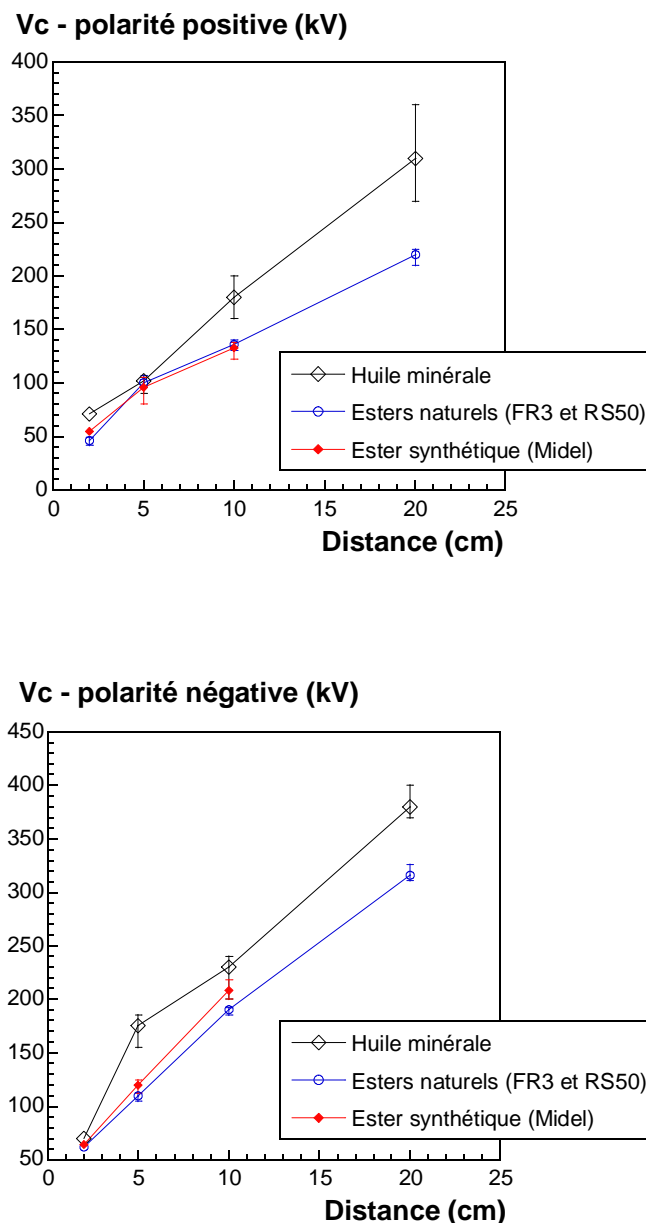 Vc - polarité positive (kV)
400
350
300
250
200
150
100
50
0
0 5 10 15 20 25
Huile minérale
Esters naturels (FR3 et RS50)
Ester synthétique (Midel)
Distance (cm)
Vc - polarité négative (kV)
450
400
350
300
250
200
150
100
50
0 5 10 15 20 25
Huile minérale
Esters naturels (FR3 et RS50)
Ester synthétique (Midel)
Distance (cm)